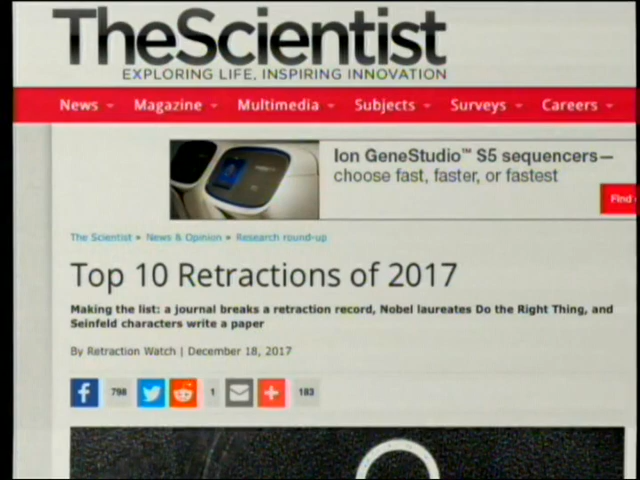 TheScientist
EXPLORING LIFE, INSPIRING INNOVATION
News Magazine Multimedia Subjects Surveys Careers
Ion GeneStudio™ S5 sequencers—
choose fast, faster, or fastest
Find
The Scientist » News & Opinion » Research round-up
Top 10 Retractions of 2017
Making the list: a journal breaks a retraction record, Nobel laureates Do the Right Thing, and
Seinfeld characters write a paper
By Retraction Watch | December 18, 2017
f 798 1 + 183